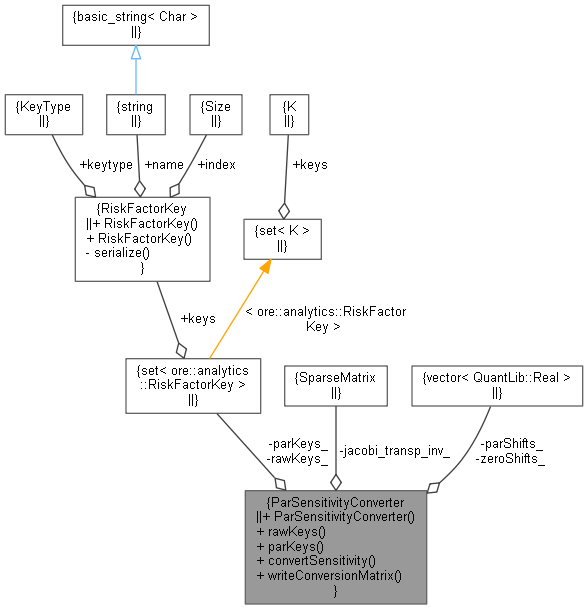 {basic_string< Char >
||}
{KeyType
||}
{string
||}
{Size
||}
{K
||}
+keytype
+name
+index
+keys
{RiskFactorKey
||+ RiskFactorKey()
+ RiskFactorKey()
- serialize()
}
{set< K >
||}
+keys
< ore::analytics::RiskFactor
Key >
{set< ore::analytics
::RiskFactorKey >
||}
{SparseMatrix
||}
{vector< QuantLib::Real >
||}
-parKeys_
-rawKeys_
-jacobi_transp_inv_
-parShifts_
-zeroShifts_
{ParSensitivityConverter
||+ ParSensitivityConverter()
+ rawKeys()
+ parKeys()
+ convertSensitivity()
+ writeConversionMatrix()
}